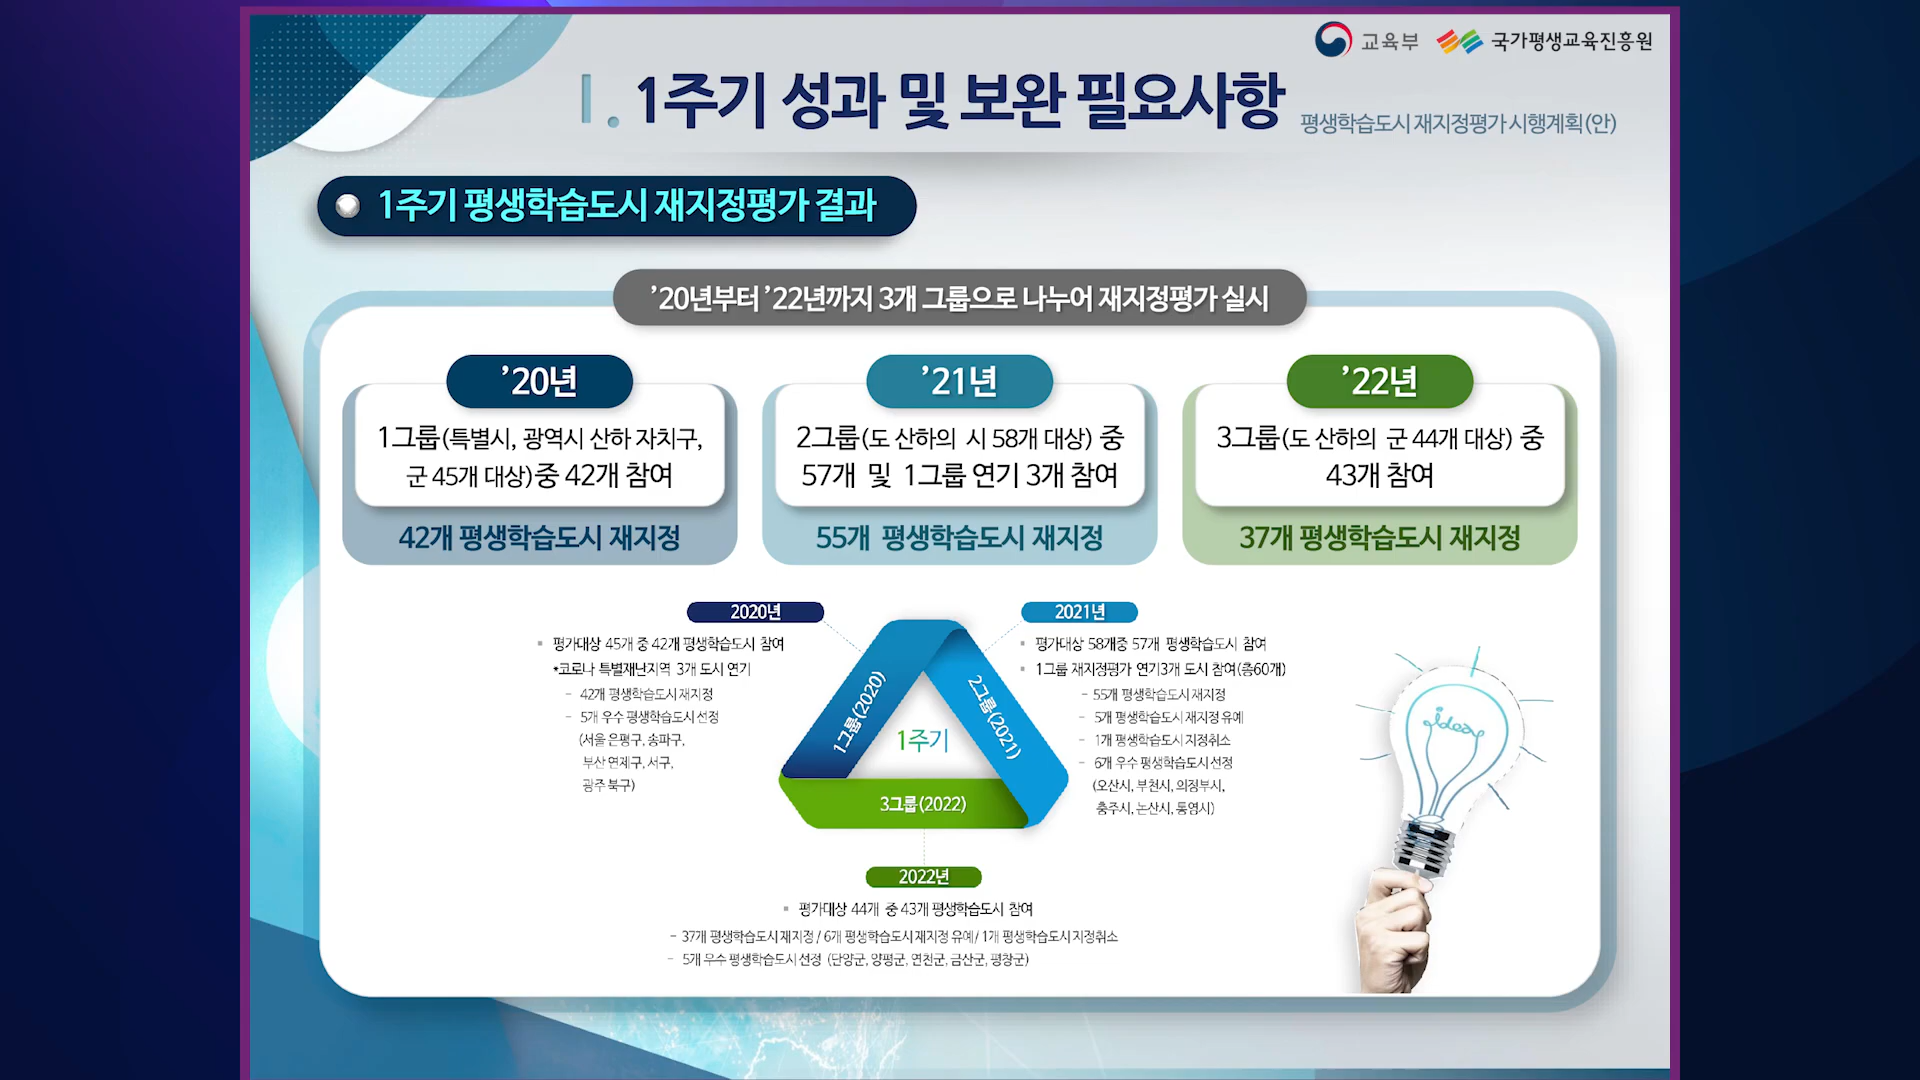 교육부
국가평생교육진흥원
Ⅰ. 1주기 성과 및 보완 필요사항
평생학습도시 재지정평가 시행계획(안)
1주기 평생학습도시 재지정평가 결과
’20년부터 ’22년까지 3개 그룹으로 나누어 재지정평가 실시
’20년
1그룹(특별시, 광역시 산하 자치구,
군 45개 대상)중 42개 참여
42개 평생학습도시 재지정
’21년
2그룹(도 산하의 시 58개 대상) 중
57개 및 1그룹 연기 3개 참여
55개 평생학습도시 재지정
’22년
3그룹(도 산하의 군 44개 대상) 중
43개 참여
37개 평생학습도시 재지정
2020년
평가대상 45개 중 42개 평생학습도시 참여
*코로나 특별재난지역 3개 도시 연기
- 42개 평생학습도시 재지정
- 5개 우수 평생학습도시 선정
(서울 은평구, 송파구,
부산 연제구, 서구,
광주 북구)
2021년
평가대상 58개중 57개 평생학습도시 참여
1그룹 재지정평가 연기3개 도시 참여(총60개)
- 55개 평생학습도시 재지정
- 5개 평생학습도시 재지정 유예
- 1개 평생학습도시 지정취소
- 6개 우수 평생학습도시 선정
(오산시, 부천시, 의정부시,
충주시, 논산시, 통영시)
1그룹(2020)
2그룹(2021)
1주기
3그룹(2022)
idea
2022년
평가대상 44개 중 43개 평생학습도시 참여
- 37개 평생학습도시 재지정 / 6개 평생학습도시 재지정 유예/ 1개 평생학습도시 지정취소
- 5개 우수 평생학습도시 선정 (단양군, 양평군, 연천군, 금산군, 평창군)